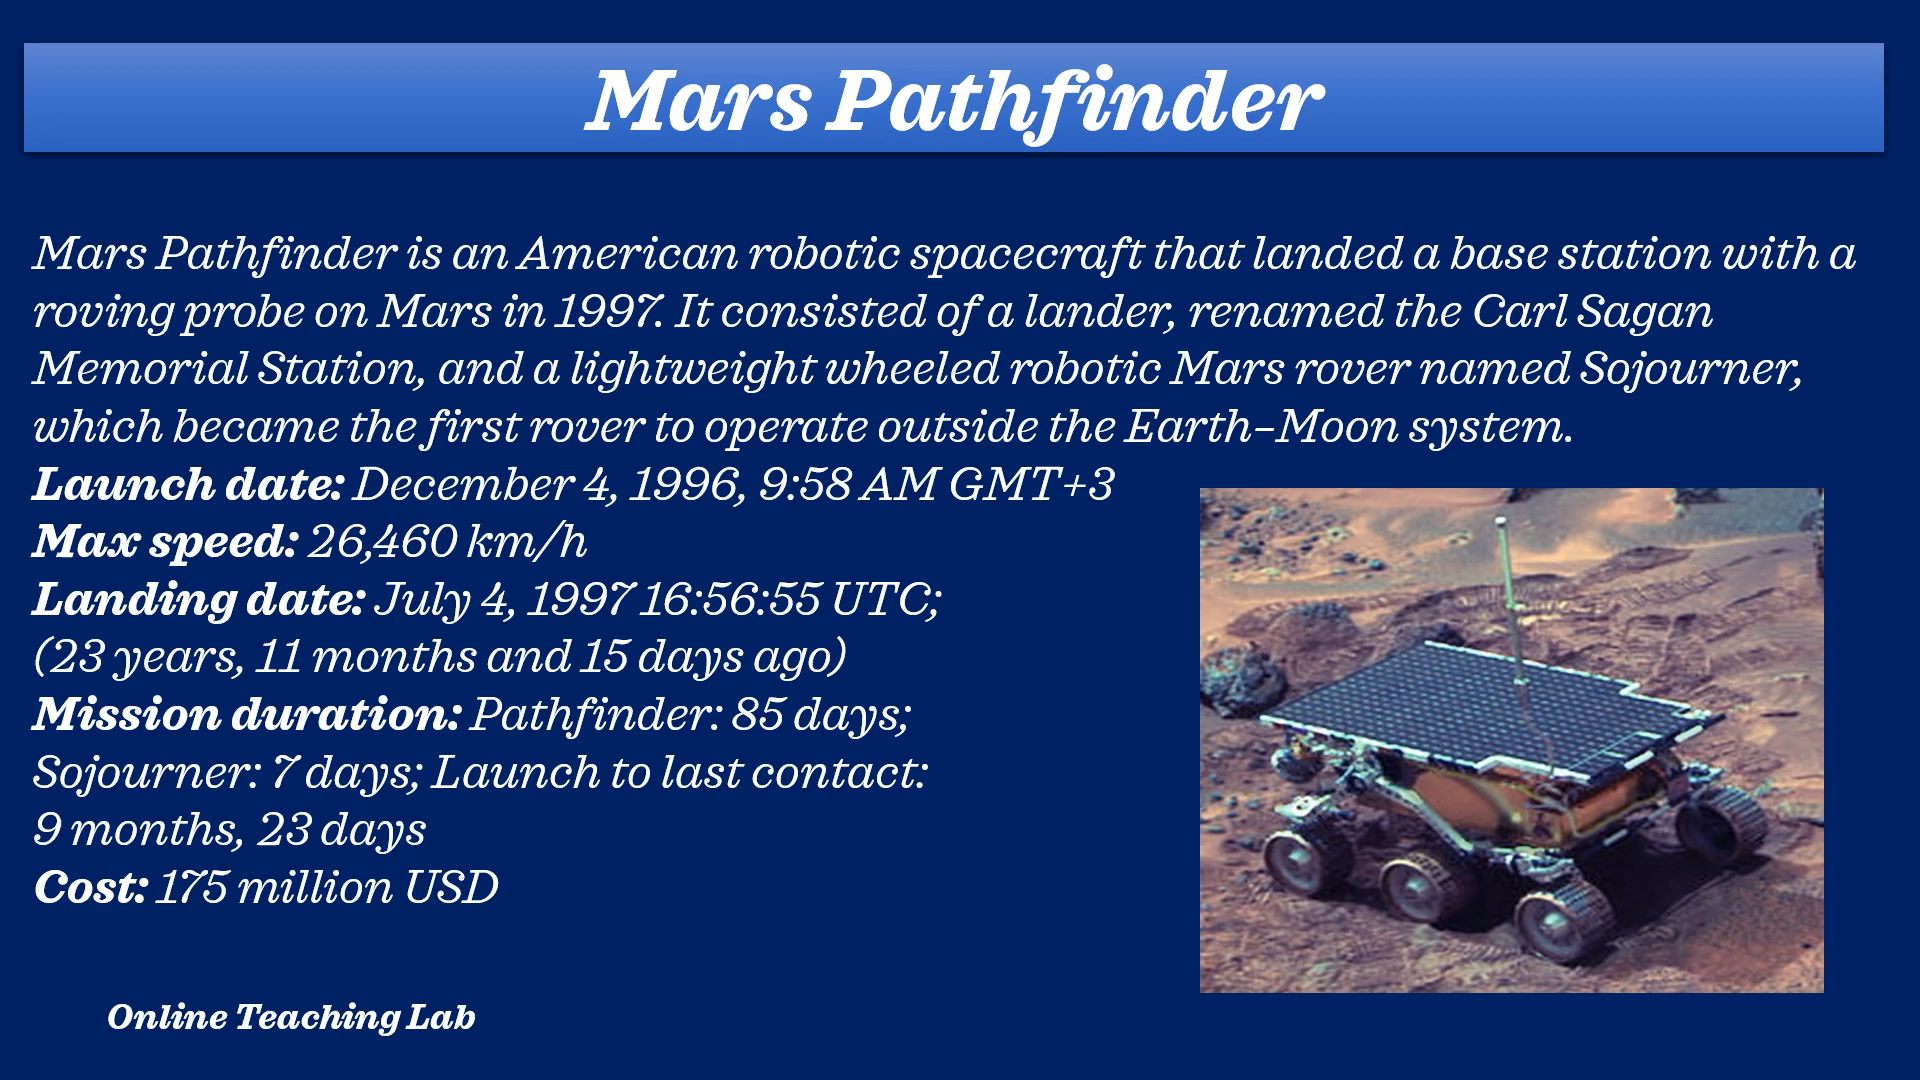 Mars Pathfinder
Mars Pathfinder is an American robotic spacecraft that landed a base station with a
roving probe on Mars in 1997. It consisted of a lander, renamed the Carl Sagan
Memorial Station, and a lightweight wheeled robotic Mars rover named Sojourner,
which became the first rover to operate outside the Earth–Moon system.
Launch date: December 4, 1996, 9:58 AM GMT+3
Max speed: 26,460 km/h
Landing date: July 4, 1997 16:56:55 UTC;
(23 years, 11 months and 15 days ago)
Mission duration: Pathfinder: 85 days;
Sojourner: 7 days; Launch to last contact:
9 months, 23 days
Cost: 175 million USD
Online Teaching Lab